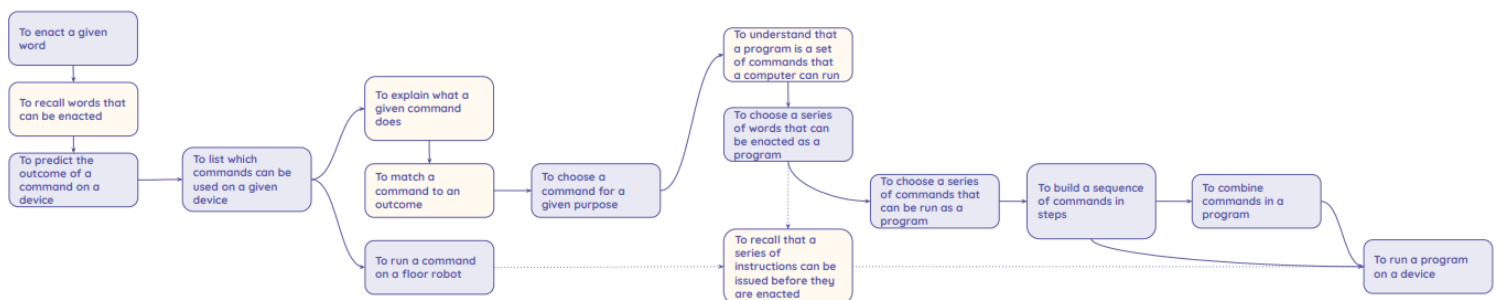 To enact a given
word
To recall words that
can be enacted
To predict the
outcome of a
command on a
device
To list which
commands can be
used on a given
device
To explain what a
given command
does
To match a
command to an
outcome
To run a command
on a floor robot
To choose a
command for a
given purpose
To understand that
a program is a set
of commands that
a computer can run
To choose a series
of words that can
be enacted as a
program
To recall that a
series of
instructions can be
issued before they
are enacted
To choose a series
of commands that
can be run as a
program
To build a sequence
of commands in
steps
To combine
commands in a
program
To run a program
on a device